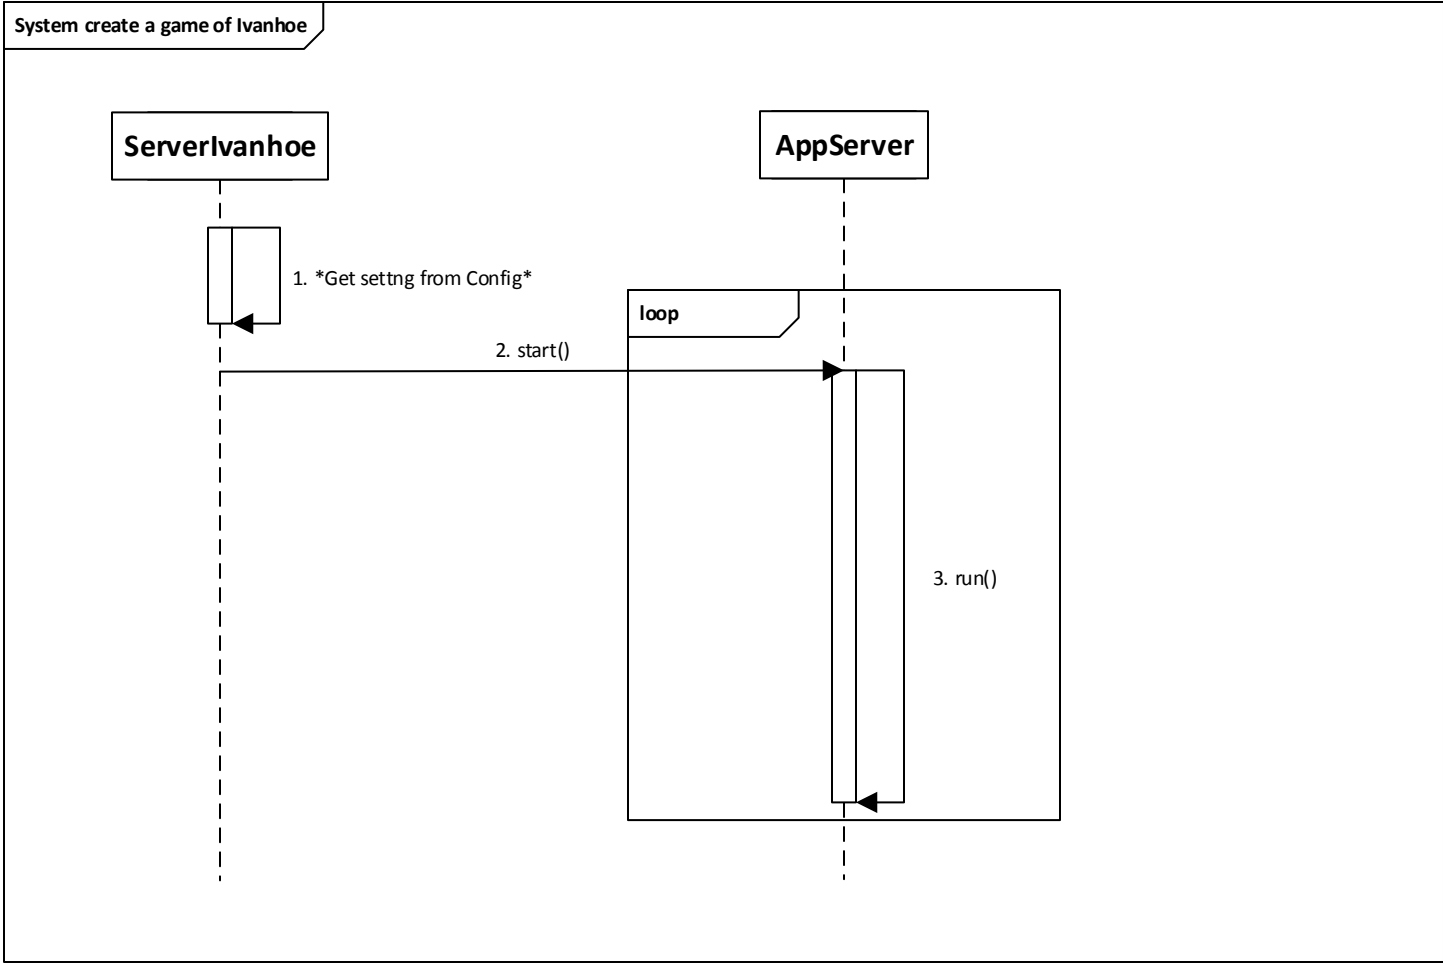 System create a game of Ivanhoe
ServerIvanhoe
AppServer
1. *Get settng from Config*
loop
2. start()
3. run()